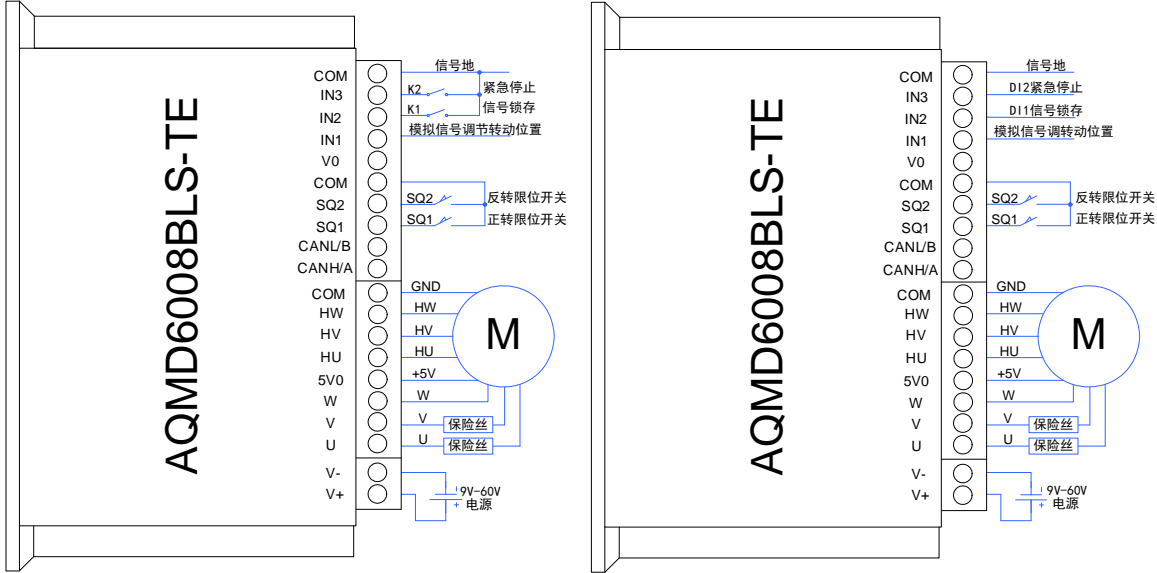 AQMD6008BLS-TE
COM
IN3
IN2
IN1
V0
COM
SQ2
SQ1
CANL/B
CANH/A
COM
HW
HV
HU
5V0
W
V
U
V-
V+
信号地
K2
紧急停止
K1
信号锁存
模拟信号调节转动位置
SQ2
反转限位开关
SQ1
正转限位开关
GND
HW
HV
HU
+5V
W
V
保险丝
U
保险丝
M
9V-60V
电源
+
AQMD6008BLS-TE
COM
IN3
IN2
IN1
V0
COM
SQ2
SQ1
CANL/B
CANH/A
COM
HW
HV
HU
5V0
W
V
U
V-
V+
信号地
DI2紧急停止
DI1信号锁存
模拟信号调转动位置
SQ2
反转限位开关
SQ1
正转限位开关
GND
HW
HV
HU
+5V
W
V
保险丝
U
保险丝
M
9V-60V
电源
+